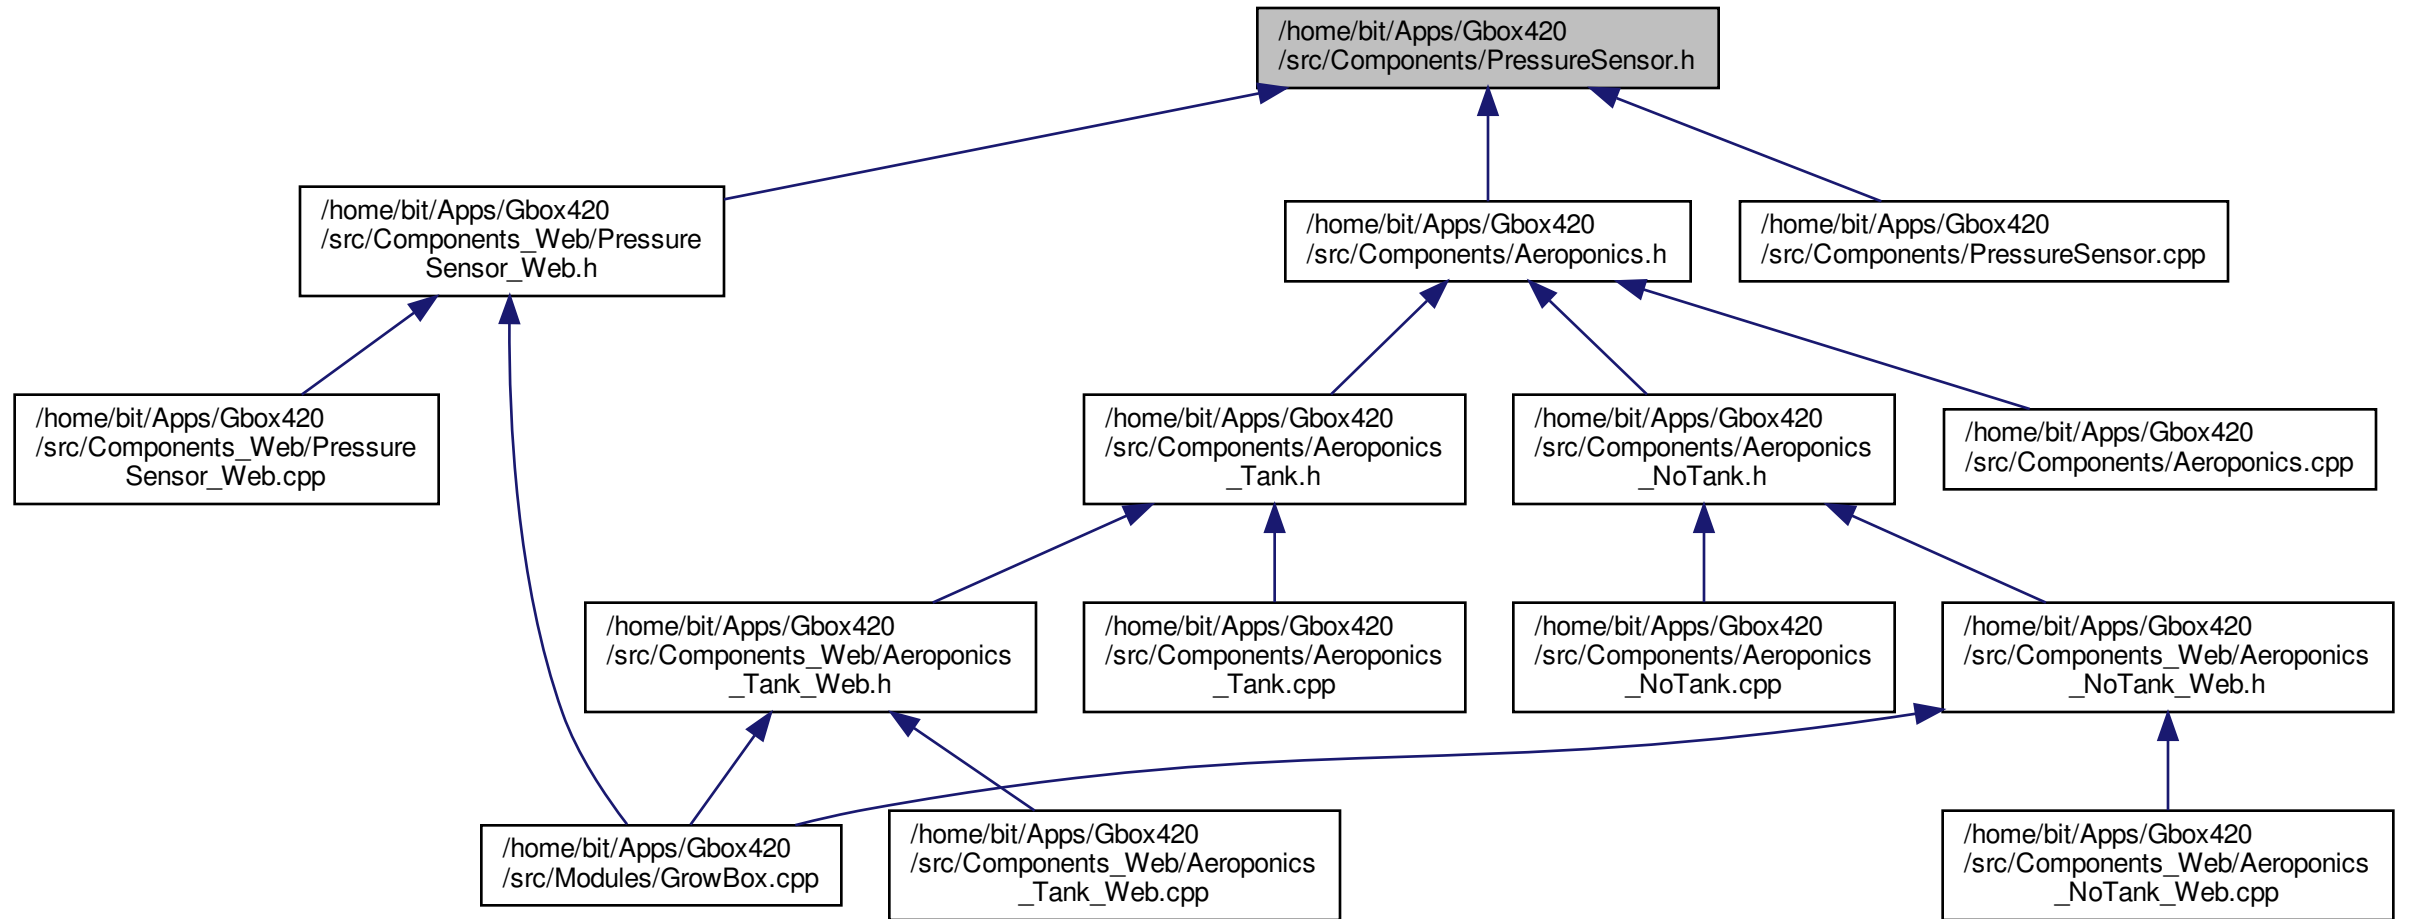 /home/bit/Apps/Gbox420
/src/Components/PressureSensor.h
/home/bit/Apps/Gbox420
/src/Components_Web/Pressure
Sensor_Web.h
/home/bit/Apps/Gbox420
/src/Components/Aeroponics.h
/home/bit/Apps/Gbox420
/src/Components/PressureSensor.cpp
/home/bit/Apps/Gbox420
/src/Components_Web/Pressure
Sensor_Web.cpp
/home/bit/Apps/Gbox420
/src/Components/Aeroponics
_Tank.h
/home/bit/Apps/Gbox420
/src/Components/Aeroponics
_NoTank.h
/home/bit/Apps/Gbox420
/src/Components/Aeroponics.cpp
/home/bit/Apps/Gbox420
/src/Components_Web/Aeroponics
_Tank_Web.h
/home/bit/Apps/Gbox420
/src/Components/Aeroponics
_Tank.cpp
/home/bit/Apps/Gbox420
/src/Components/Aeroponics
_NoTank.cpp
/home/bit/Apps/Gbox420
/src/Components_Web/Aeroponics
_NoTank_Web.h
/home/bit/Apps/Gbox420
/src/Modules/GrowBox.cpp
/home/bit/Apps/Gbox420
/src/Components_Web/Aeroponics
_Tank_Web.cpp
/home/bit/Apps/Gbox420
/src/Components_Web/Aeroponics
_NoTank_Web.cpp